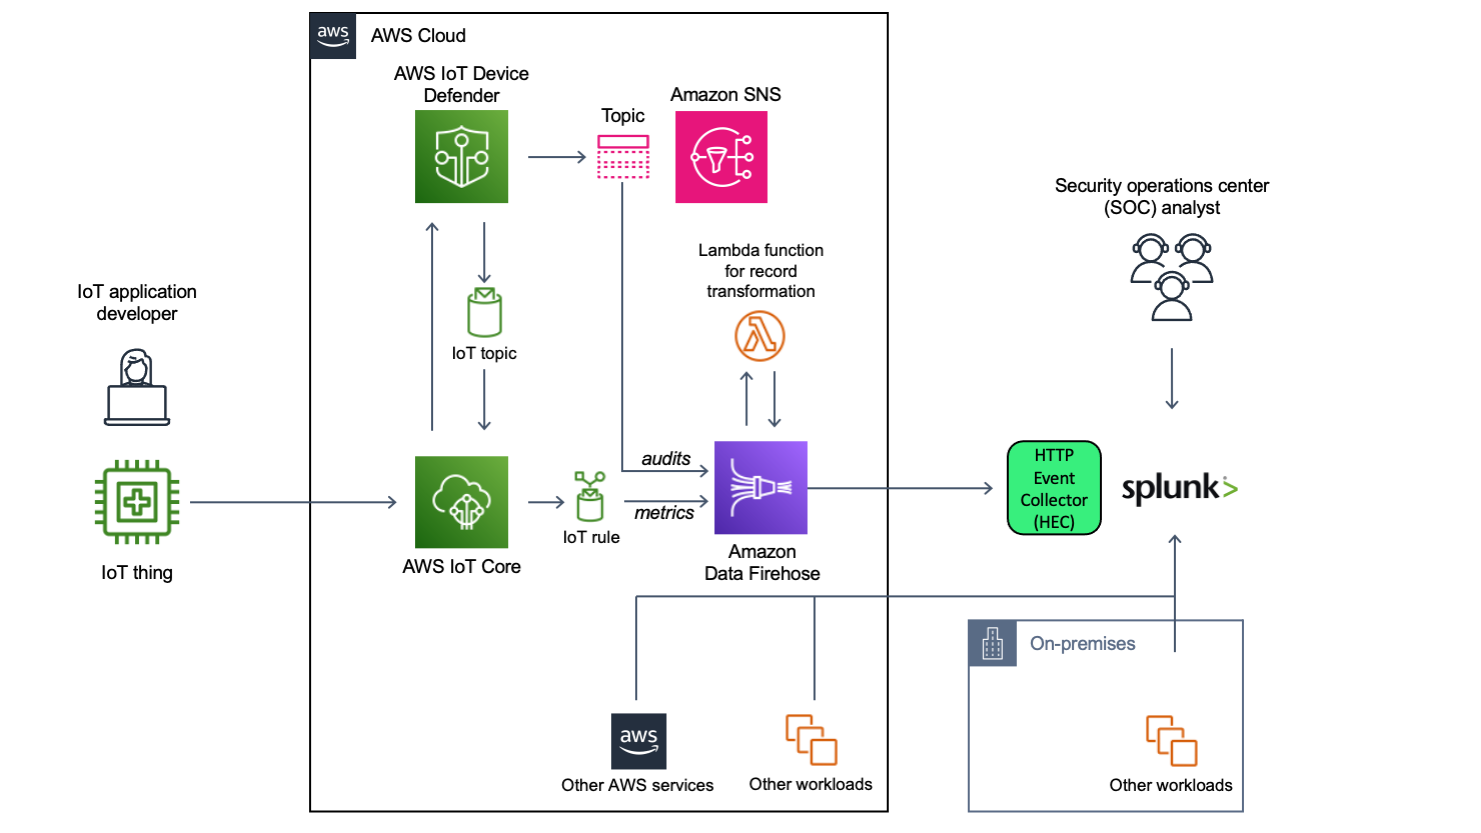 aws
AWS Cloud
AWS IoT Device
Defender
Topic
Amazon SNS
Security operations center
(SOC) analyst
Lambda function
for record
transformation
IoT application
developer
IoT topic
audits
metrics
HTTP
Event
Collector
(HEC)
splunk>
IoT rule
AWS IoT Core
Amazon
Data Firehose
IoT thing
On-premises
aws
Other AWS services
Other workloads
Other workloads